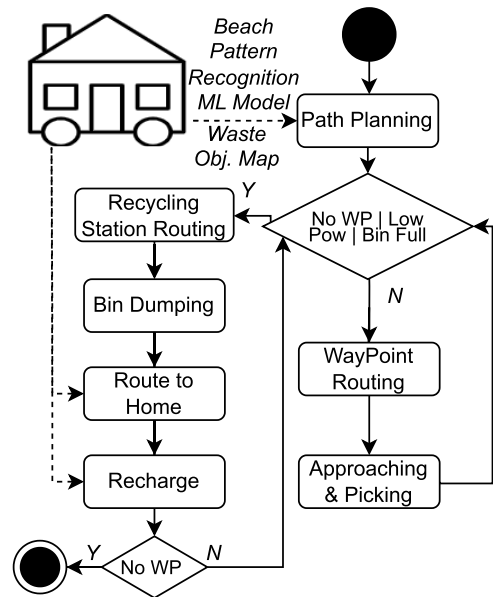 Beach
Pattern
Recognition
ML Model
Waste
Obj. Map
Path Planning
No WP | Low
Pow | Bin Full
Y
N
Recycling
Station Routing
Bin Dumping
Route to
Home
Recharge
No WP
Y
N
WayPoint
Routing
Approaching
& Picking